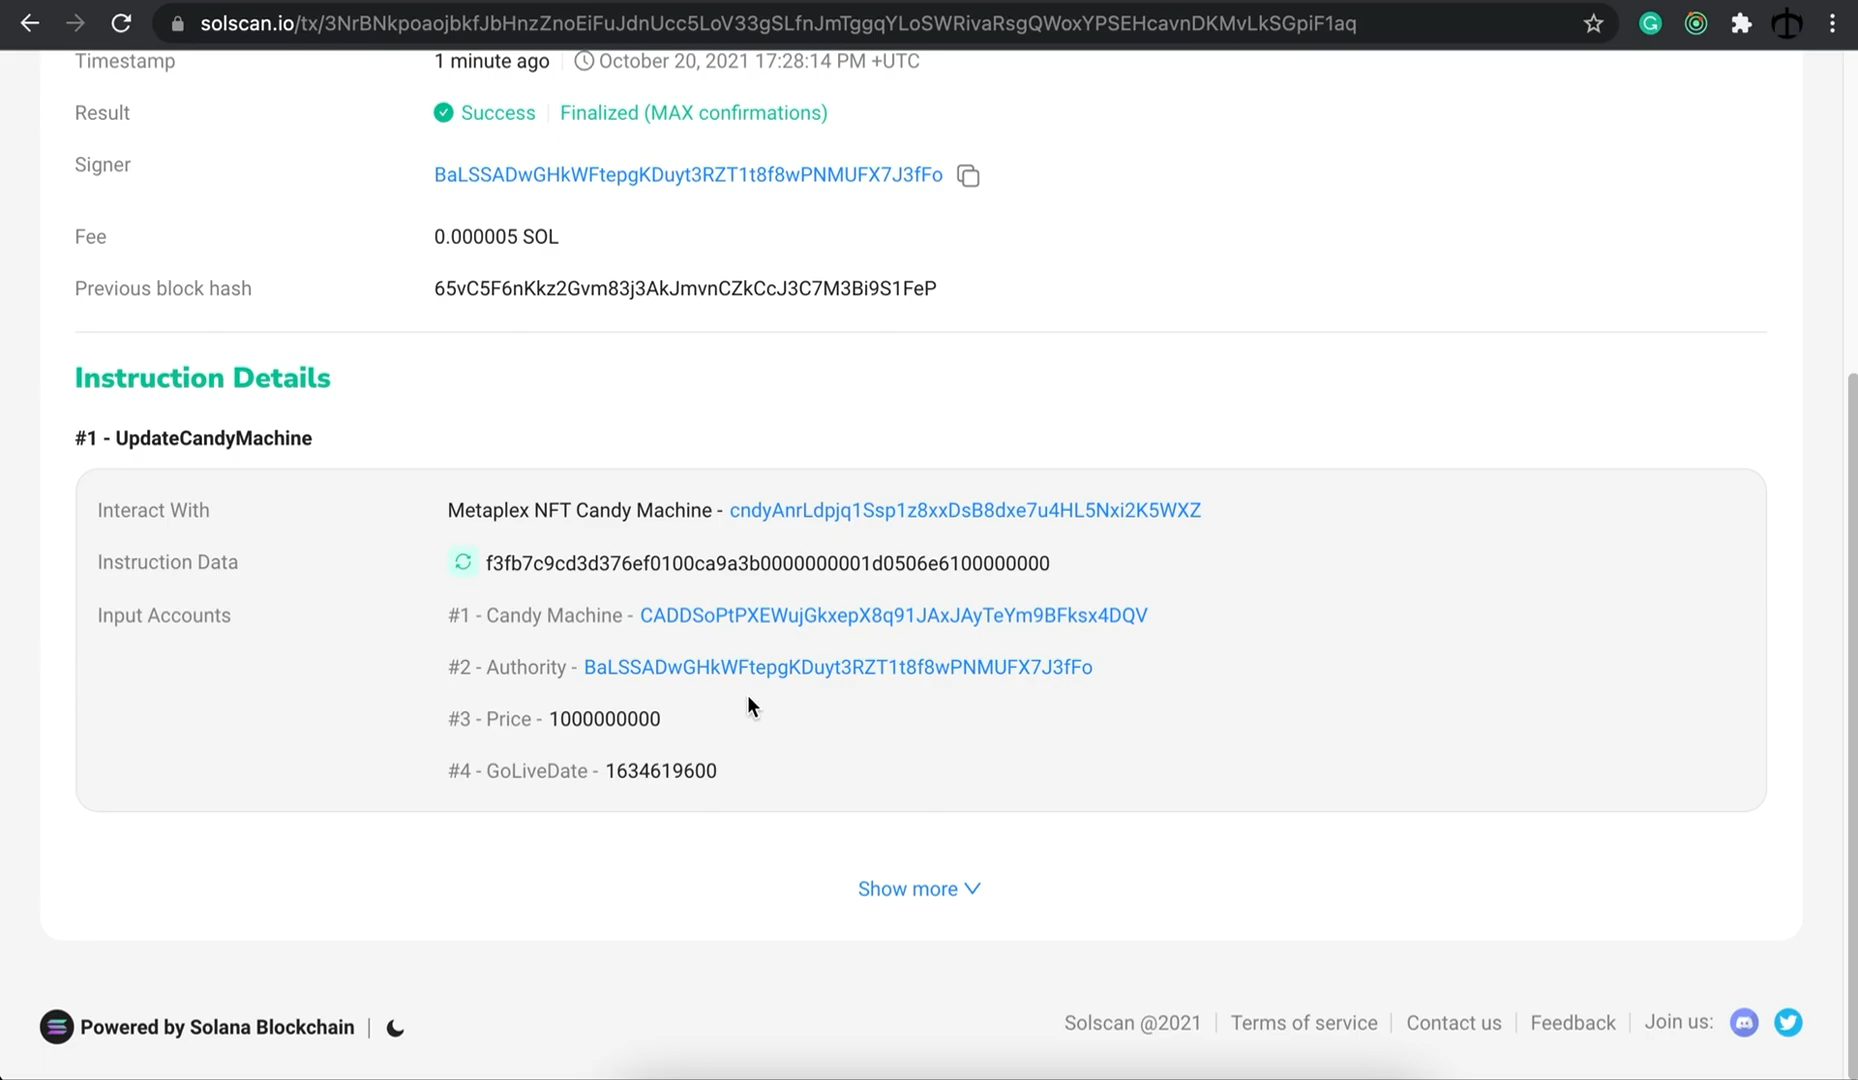 solscan.io/tx/3NrBNkpoaojbkfJbHnzZnoEiFuJdnUcc5LoV33gSLfnJmTggqYLoSWRivaRsgQWoxYPSEHcavnDKMvLkSGpiF1aq
Timestamp 1 minute ago October 20, 2021 17:28:14 PM +UTC
Result Success Finalized (MAX confirmations)
Signer BaLSSADwGHkWFtepgKDuyt3RZT1t8f8wPNMUFX7J3fFo
Fee 0.000005 SOL
Previous block hash 65vC5F6nKkz2Gvm83j3AkJmvnCZkCcJ3C7M3Bi9S1FeP
Instruction Details
#1 - UpdateCandyMachine
Interact With Metaplex NFT Candy Machine - cndyAnrLdpjq1Ssp1z8xxDsB8dxe7u4HL5Nxi2K5WXZ
Instruction Data f3fb7c9cd3d376ef0100ca9a3b0000000001d0506e6100000000
Input Accounts #1 - Candy Machine - CADDSoPtPXEWujGkxepX8q91JAxJAyTeYm9BFksx4DQV
#2 - Authority - BaLSSADwGHkWFtepgKDuyt3RZT1t8f8wPNMUFX7J3fFo
#3 - Price - 1000000000
#4 - GoLiveDate - 1634619600
Show more
Powered by Solana Blockchain | Solscan @2021 | Terms of service | Contact us | Feedback | Join us: